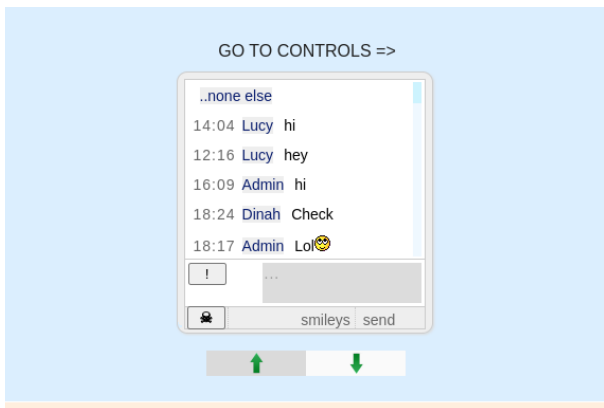 GO TO CONTROLS =>
..none else
14:04 Lucy hi
12:16 Lucy hey
16:09 Admin hi
18:24 Dinah Check
18:17 Admin Lol
!
...
smileys send